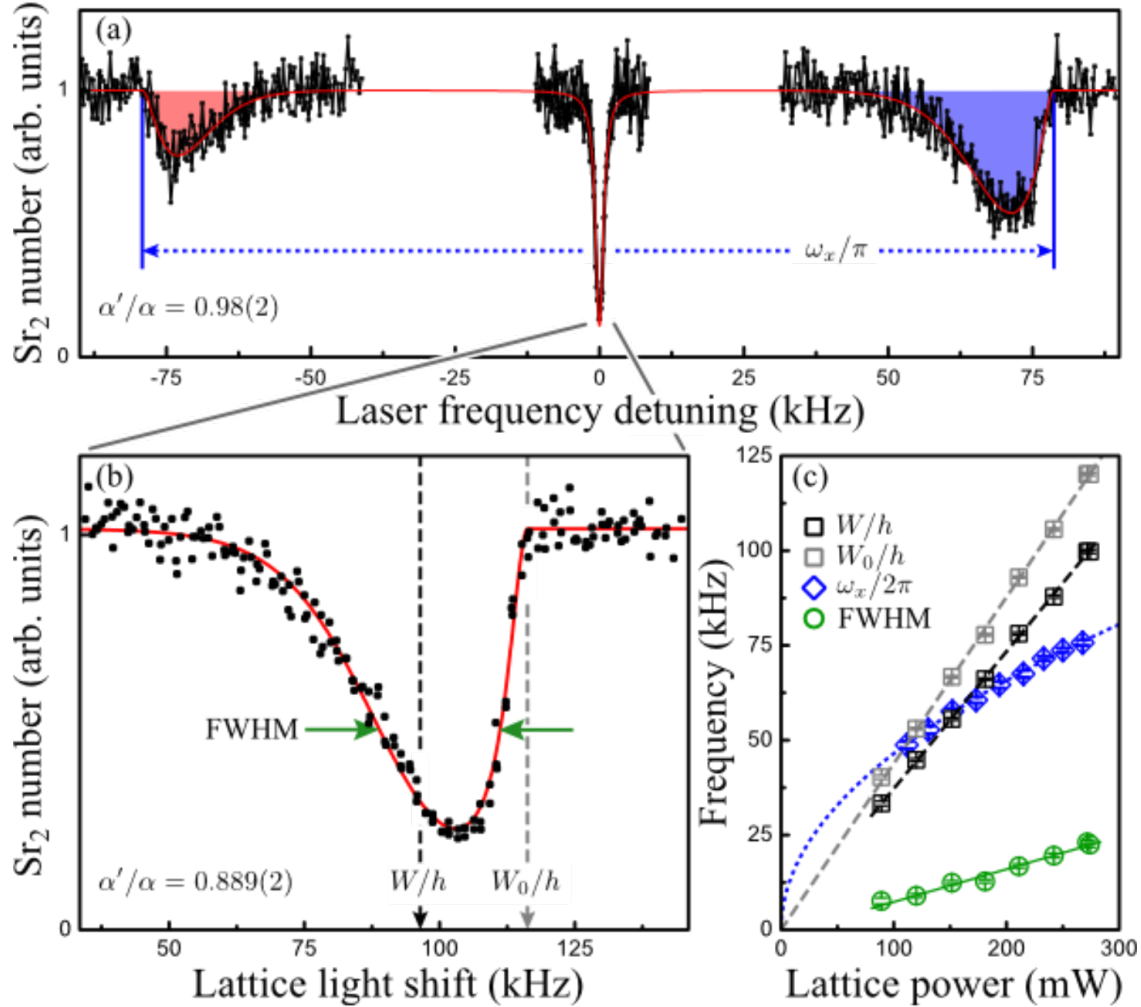 (a)
Sr₂ number (arb. units)
1
0
ωₓ/π
α′/α = 0.98(2)
-75
-50
-25
0
25
50
75
Laser frequency detuning (kHz)
(b)
Sr₂ number (arb. units)
1
0
FWHM
α′/α = 0.889(2)
W/h
W₀/h
50
75
100
125
Lattice light shift (kHz)
(c)
Frequency (kHz)
125
100
75
50
25
0
W/h
W₀/h
ωₓ/2π
FWHM
0
100
200
300
Lattice power (mW)